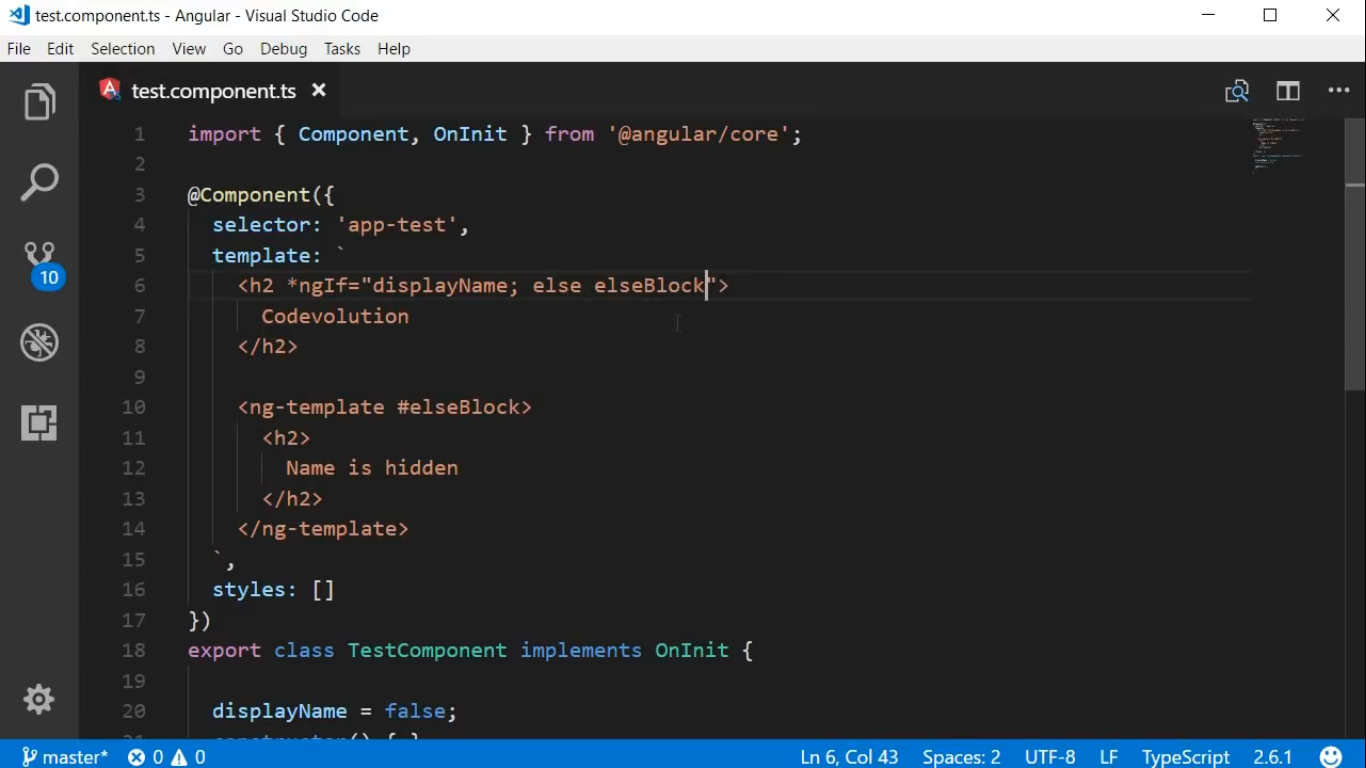 test.component.ts - Angular - Visual Studio Code
File Edit Selection View Go Debug Tasks Help
test.component.ts
1 import { Component, OnInit } from '@angular/core';
2
3 @Component({
4 selector: 'app-test',
5 template: `
6 <h2 *ngIf="displayName; else elseBlock">
7 Codevolution
8 </h2>
9
10 <ng-template #elseBlock>
11 <h2>
12 Name is hidden
13 </h2>
14 </ng-template>
15 `,
16 styles: []
17 })
18 export class TestComponent implements OnInit {
19
20 displayName = false;
21 constructor() { }
10
master* 0 0 Ln 6, Col 43 Spaces: 2 UTF-8 LF TypeScript 2.6.1